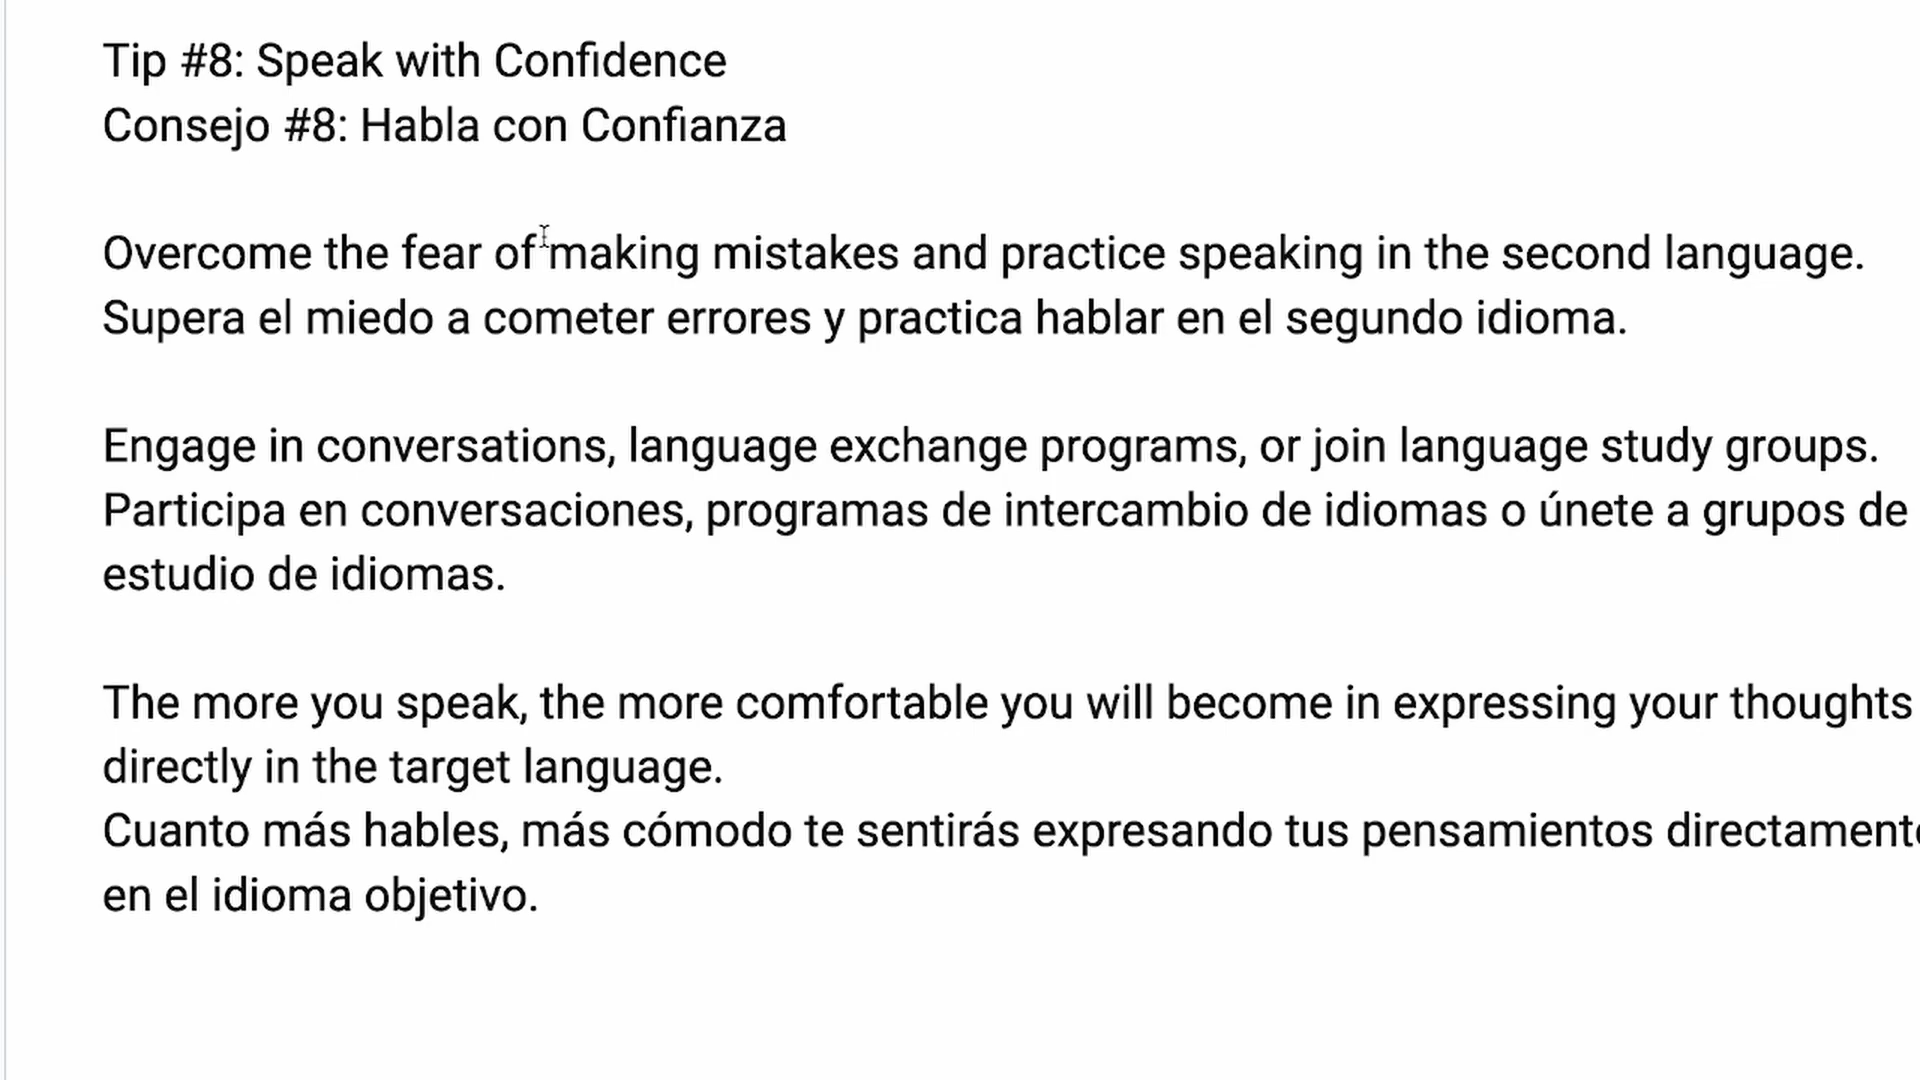 Tip #8: Speak with Confidence
Consejo #8: Habla con Confianza
Overcome the fear of making mistakes and practice speaking in the second language.
Supera el miedo a cometer errores y practica hablar en el segundo idioma.
Engage in conversations, language exchange programs, or join language study groups.
Participa en conversaciones, programas de intercambio de idiomas o únete a grupos de
estudio de idiomas.
The more you speak, the more comfortable you will become in expressing your thoughts
directly in the target language.
Cuanto más hables, más cómodo te sentirás expresando tus pensamientos directamente
en el idioma objetivo.